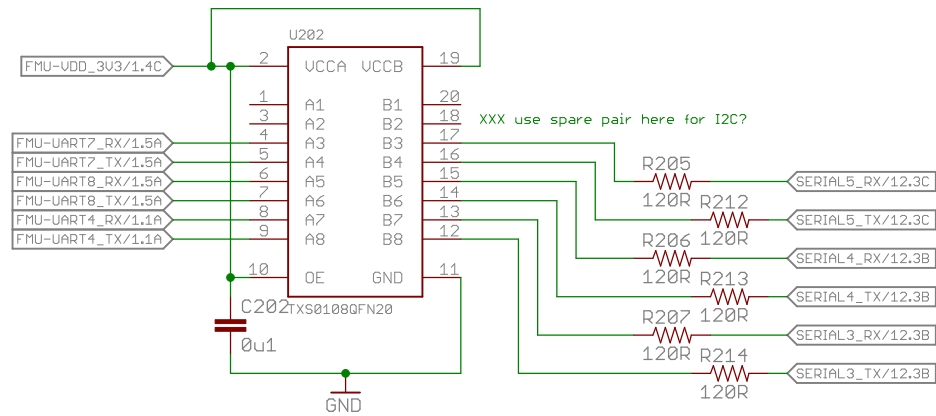 U202
FMU-VDD_3V3/1.4C
2
VCCA
VCCB
19
1
A1
B1
20
3
A2
B2
18
XXX use spare pair here for I2C?
FMU-UART7_RX/1.5A
4
A3
B3
17
FMU-UART7_TX/1.5A
5
A4
B4
16
R205
120R
SERIAL5_RX/12.3C
FMU-UART8_RX/1.5A
6
A5
B5
15
FMU-UART8_TX/1.5A
7
A6
B6
14
R212
120R
SERIAL5_TX/12.3C
FMU-UART4_RX/1.1A
8
A7
B7
13
FMU-UART4_TX/1.1A
9
A8
B8
12
R206
120R
SERIAL4_RX/12.3B
10
OE
GND
11
R213
120R
SERIAL4_TX/12.3B
C202
0u1
TXS0108QFN20
R207
120R
SERIAL3_RX/12.3B
R214
120R
SERIAL3_TX/12.3B
GND